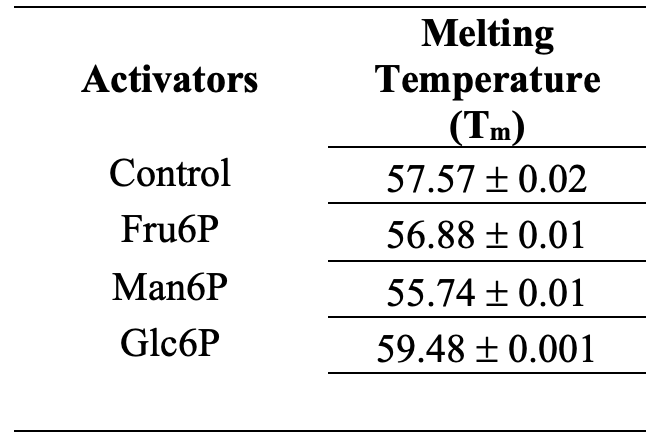 Melting
Activators Temperature
(Tm)
Control 57.57 ± 0.02
Fru6P 56.88 ± 0.01
Man6P 55.74 ± 0.01
Glc6P 59.48 ± 0.001